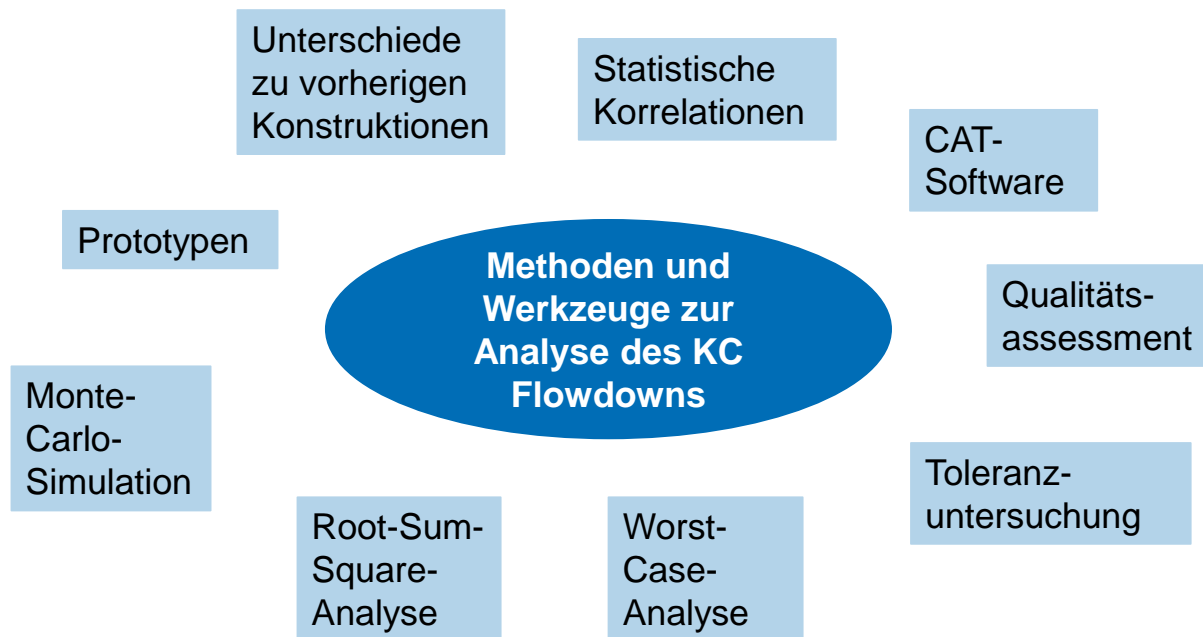 Unterschiede
zu vorherigen
Konstruktionen
Statistische
Korrelationen
CAT-
Software
Prototypen
Methoden und
Werkzeuge zur
Analyse des KC
Flowdowns
Qualitäts-
assessment
Monte-
Carlo-
Simulation
Toleranz-
untersuchung
Root-Sum-
Square-
Analyse
Worst-
Case-
Analyse